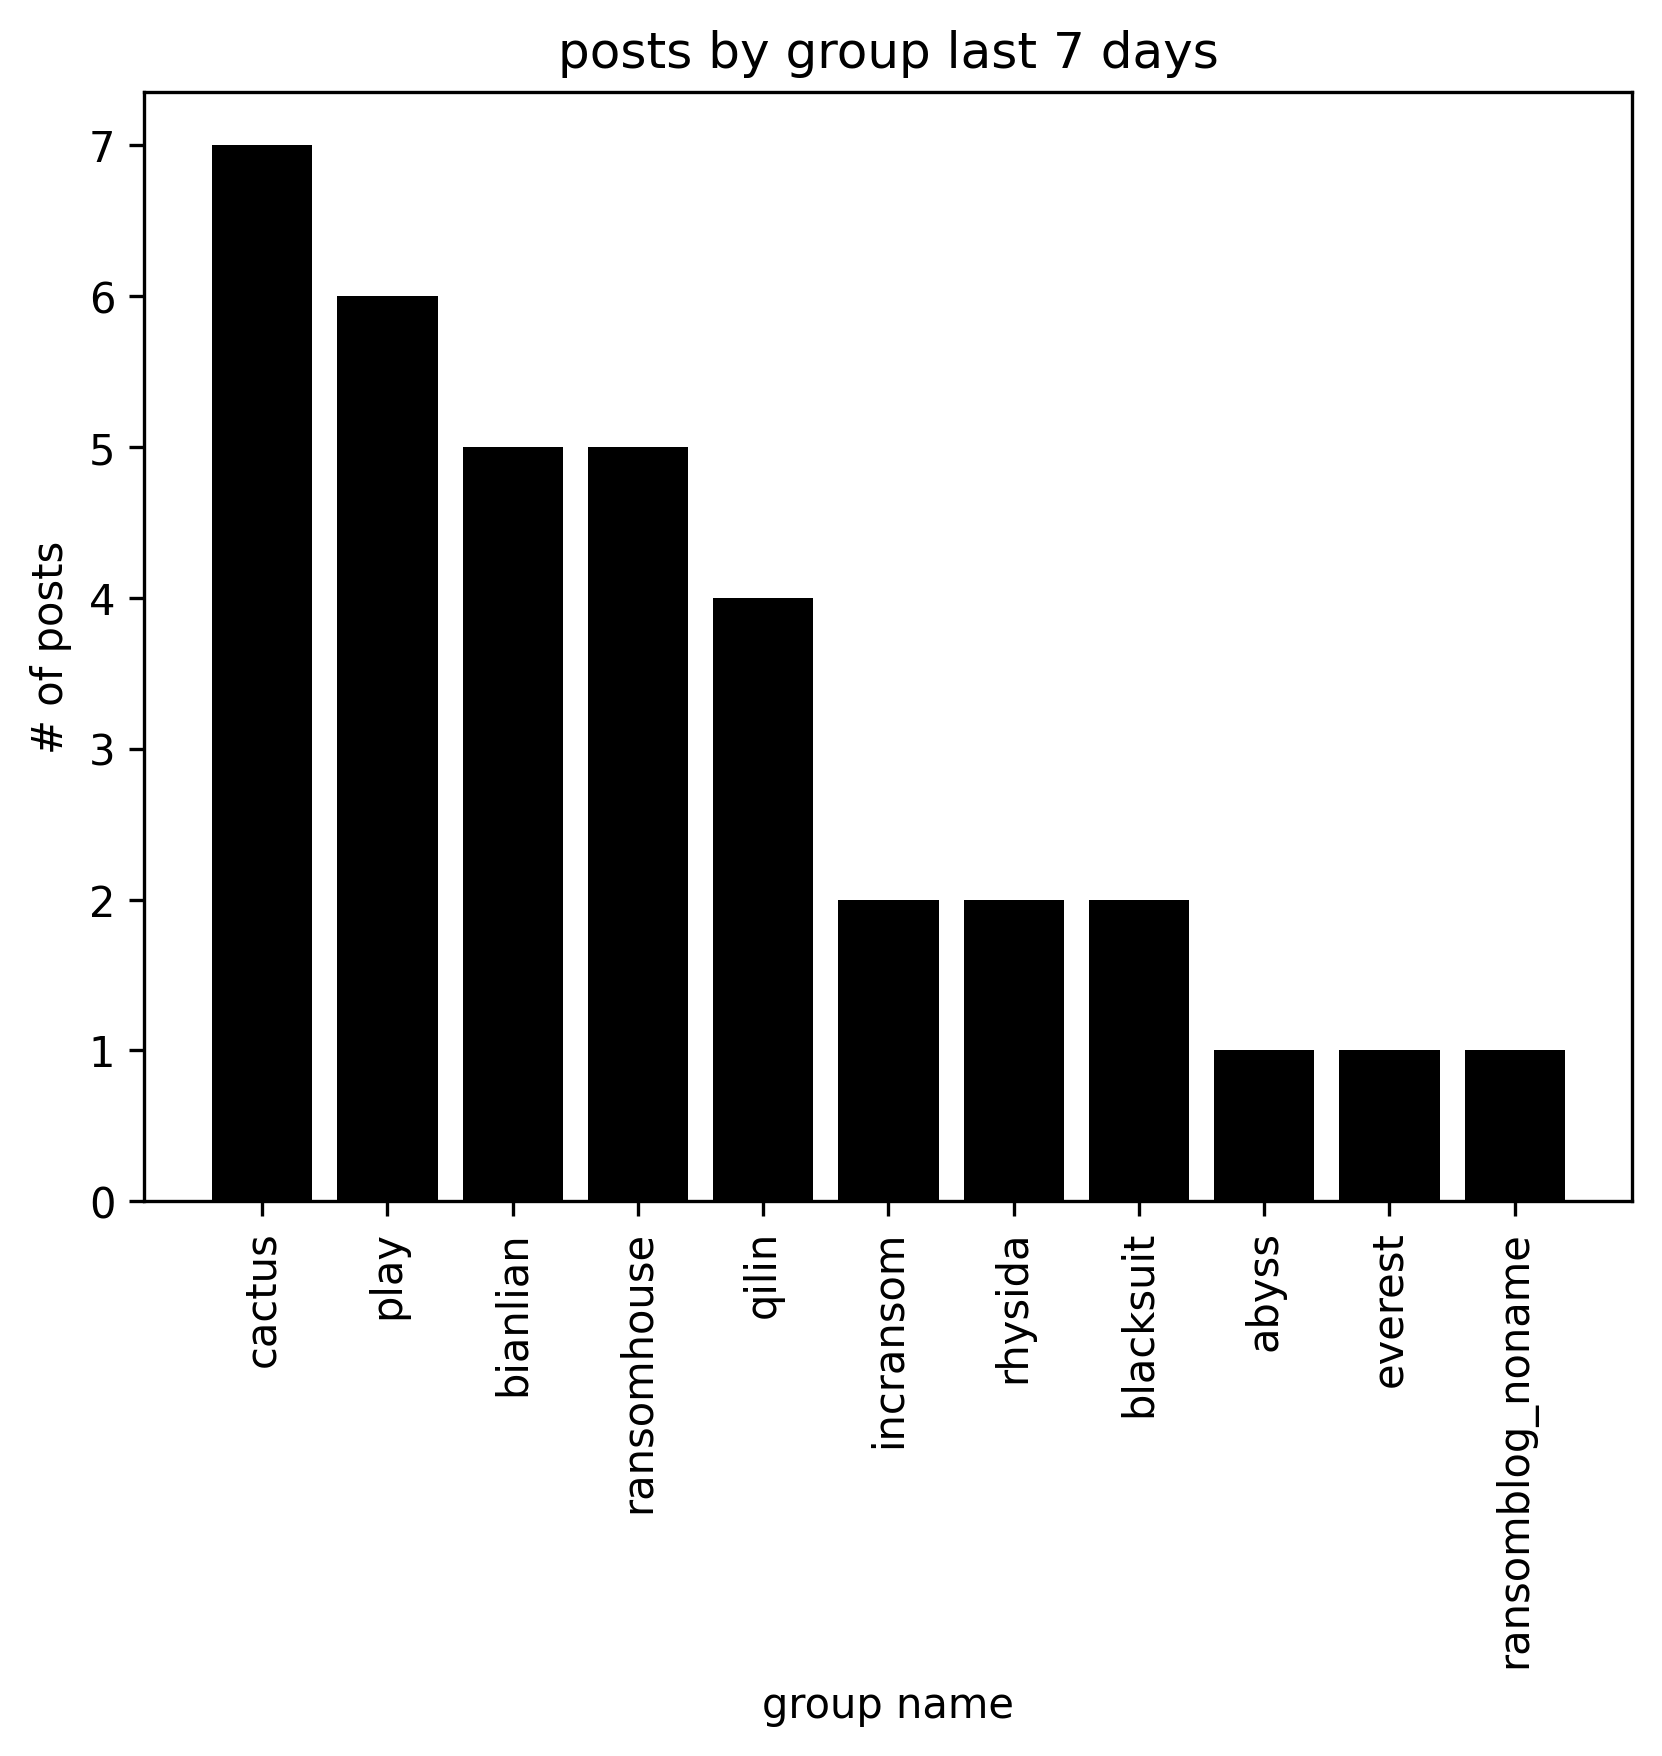 posts by group last 7 days
# of posts
7
6
5
4
3
2
1
0
cactus
play
bianlian
ransomhouse
qilin
incransom
rhysida
blacksuit
abyss
everest
ransomblog_noname
group name